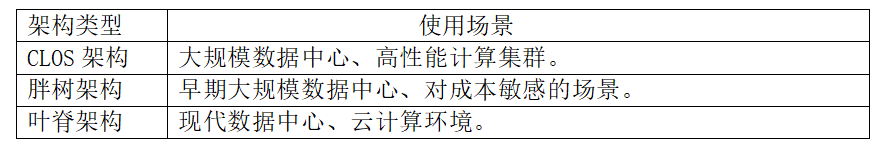 架构类型 使用场景
CLOS 架构 大规模数据中心、高性能计算集群。
胖树架构 早期大规模数据中心、对成本敏感的场景。
叶脊架构 现代数据中心、云计算环境。